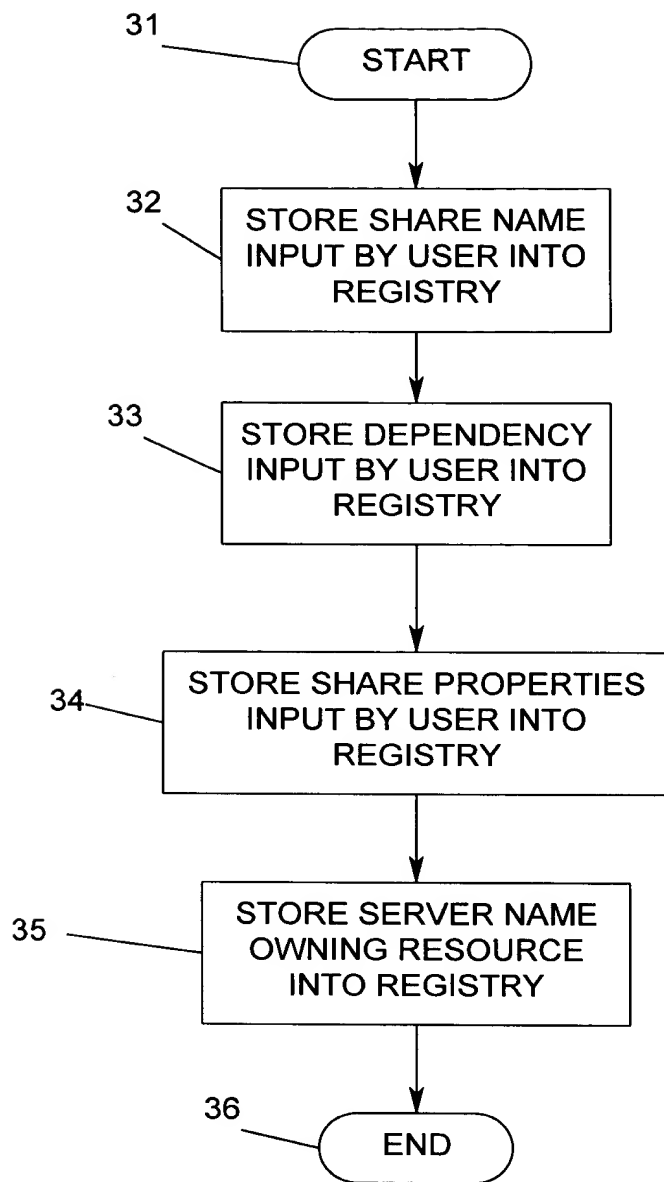 31
START
32
STORE SHARE NAME
INPUT BY USER INTO
REGISTRY
33
STORE DEPENDENCY
INPUT BY USER INTO
REGISTRY
34
STORE SHARE PROPERTIES
INPUT BY USER INTO
REGISTRY
35
STORE SERVER NAME
OWNING RESOURCE
INTO REGISTRY
36
END